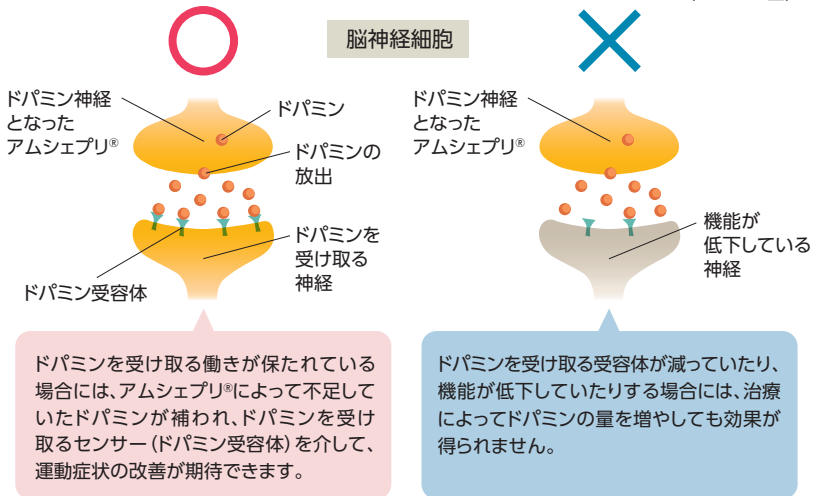 脳神経細胞
ドパミン神経
となった
アムシェプリ®
ドパミン
ドパミンの
放出
ドパミンを
受け取る
神経
ドパミン受容体
ドパミン神経
となった
アムシェプリ®
機能が
低下している
神経
ドパミンを受け取る働きが保たれている
場合には、アムシェプリ®によって不足して
いたドパミンが補われ、ドパミンを受け
取るセンサー（ドパミン受容体）を介して、
運動症状の改善が期待できます。
ドパミンを受け取る受容体が減っていたり、
機能が低下していたりする場合には、治療
によってドパミンの量を増やしても効果が
得られません。